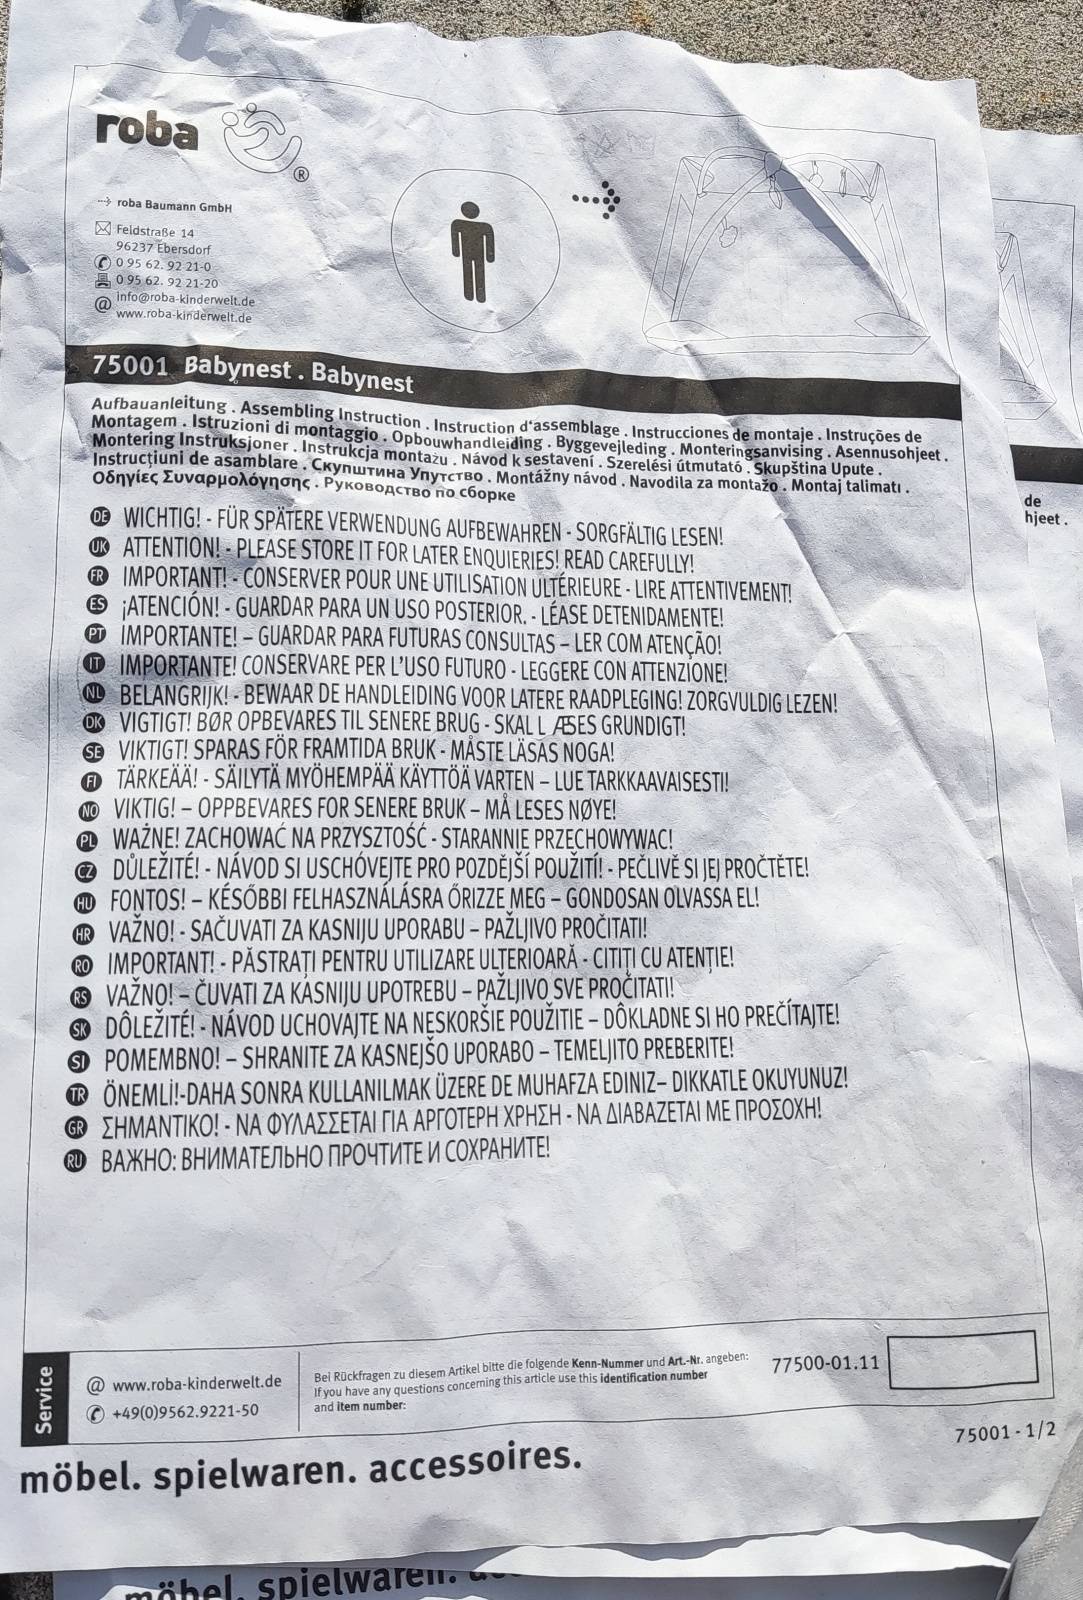 roba
®
roba Baumann GmbH
Feldstraße 14
96237 Ebersdorf
0 95 62. 92 21-0
0 95 62. 92 21-20
@ info@roba-kinderwelt.de
www.roba-kinderwelt.de
75001 Babynest . Babynest
Aufbauanleitung . Assembling Instruction . Instruction d'assemblage . Instrucciones de montaje . Instruções de
Montagem . Istruzioni di montaggio . Opbouwhandleiding . Byggevejleding . Monteringsanvising . Asennusohjeet .
Montering Instruksjoner . Instrukcja montażu . Návod k sestavení . Szerelési útmutató . Skupština Upute .
Instrucțiuni de asamblare . Скупштина Упутство . Montážny návod . Navodila za montažo . Montaj talimatı .
Οδηγίες Συναρμολόγησης . Руководство по сборке
DE WICHTIG! - FÜR SPÄTERE VERWENDUNG AUFBEWAHREN - SORGFÄLTIG LESEN!
UK ATTENTION! - PLEASE STORE IT FOR LATER ENQUIERIES! READ CAREFULLY!
FR IMPORTANT! - CONSERVER POUR UNE UTILISATION ULTÉRIEURE - LIRE ATTENTIVEMENT!
ES ¡ATENCIÓN! - GUARDAR PARA UN USO POSTERIOR. - LÉASE DETENIDAMENTE!
PT IMPORTANTE! – GUARDAR PARA FUTURAS CONSULTAS – LER COM ATENÇÃO!
IT IMPORTANTE! CONSERVARE PER L'USO FUTURO - LEGGERE CON ATTENZIONE!
NL BELANGRIJK! - BEWAAR DE HANDLEIDING VOOR LATERE RAADPLEGING! ZORGVULDIG LEZEN!
DK VIGTIGT! BØR OPBEVARES TIL SENERE BRUG - SKAL L ÆSES GRUNDIGT!
SE VIKTIGT! SPARAS FÖR FRAMTIDA BRUK - MÅSTE LÄSAS NOGA!
FI TÄRKEÄÄ! - SÄILYTÄ MYÖHEMPÄÄ KÄYTTÖÄ VARTEN – LUE TARKKAAVAISESTI!
NO VIKTIG! – OPPBEVARES FOR SENERE BRUK – MÅ LESES NØYE!
PL WAŻNE! ZACHOWAĆ NA PRZYSZTOŚĆ - STARANNIE PRZECHOWYWAC!
CZ DŮLEŽITÉ! - NÁVOD SI USCHÓVEJTE PRO POZDĚJŠÍ POUŽITÍ! - PEČLIVĚ SI JEJ PROČTĚTE!
HU FONTOS! – KÉSŐBBI FELHASZNÁLÁSRA ŐRIZZE MEG – GONDOSAN OLVASSA EL!
HR VAŽNO! - SAČUVATI ZA KASNIJU UPORABU – PAŽLJIVO PROČITATI!
RO IMPORTANT! - PĂSTRAȚI PENTRU UTILIZARE ULTERIOARĂ - CITIȚI CU ATENȚIE!
RS VAŽNO! – ČUVATI ZA KASNIJU UPOTREBU – PAŽLJIVO SVE PROČITATI!
SK DÔLEŽITÉ! - NÁVOD UCHOVAJTE NA NESKORŠIE POUŽITIE – DÔKLADNE SI HO PREČÍTAJTE!
SI POMEMBNO! – SHRANITE ZA KASNEJŠO UPORABO – TEMELJITO PREBERITE!
TR ÖNEMLİ!-DAHA SONRA KULLANILMAK ÜZERE DE MUHAFZA EDINIZ– DIKKATLE OKUYUNUZ!
GR ΣΗΜΑΝΤΙΚΟ! - ΝΑ ΦΥΛΑΣΣΕΤΑΙ ΓΙΑ ΑΡΓΟΤΕΡΗ ΧΡΗΣΗ - ΝΑ ΔΙΑΒΑΖΕΤΑΙ ΜΕ ΠΡΟΣΟΧΗ!
RU ВАЖНО: ВНИМАТЕЛЬНО ПРОЧТИТЕ И СОХРАНИТЕ!
de
hjeet .
Service
@ www.roba-kinderwelt.de
+49(0)9562.9221-50
Bei Rückfragen zu diesem Artikel bitte die folgende Kenn-Nummer und Art.-Nr. angeben:
If you have any questions concerning this article use this identification number
and item number:
77500-01.11
75001 - 1/2
möbel. spielwaren. accessoires.
möbel. spielwaren.